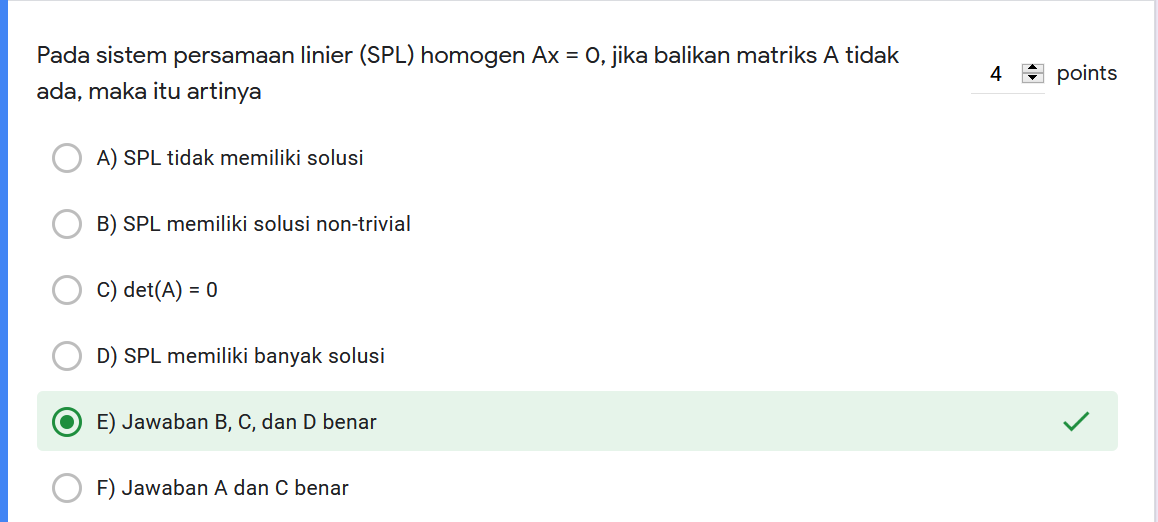 Pada sistem persamaan linier (SPL) homogen Ax = 0, jika balikan matriks A tidak
ada, maka itu artinya
4 points
A) SPL tidak memiliki solusi
B) SPL memiliki solusi non-trivial
C) det(A) = 0
D) SPL memiliki banyak solusi
E) Jawaban B, C, dan D benar
F) Jawaban A dan C benar